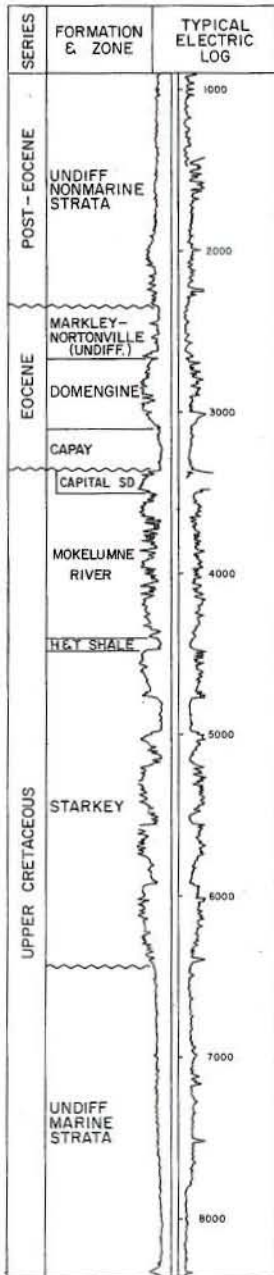 SERIES
FORMATION
& ZONE
TYPICAL
ELECTRIC
LOG
POST-EOCENE
UNDIFF
NONMARINE
STRATA
1000
2000
EOCENE
MARKLEY-
NORTONVILLE
(UNDIFF.)
DOMENGINE
3000
CAPAY
UPPER CRETACEOUS
CAPITAL SD
MOKELUMNE
RIVER
4000
H&T SHALE
5000
STARKEY
6000
7000
UNDIFF
MARINE
STRATA
8000